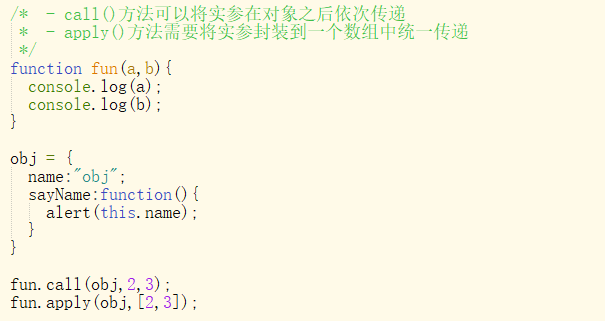 /*  - call()方法可以将实参在对象之后依次传递
 *  - apply()方法需要将实参封装到一个数组中统一传递
 */
function fun(a,b){
  console.log(a);
  console.log(b);
}

obj = {
  name:"obj";
  sayName:function(){
    alert(this.name);
  }
}

fun.call(obj,2,3);
fun.apply(obj,[2,3]);